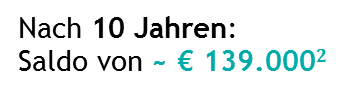 Nach 10 Jahren:
Saldo von ~ € 139.000²